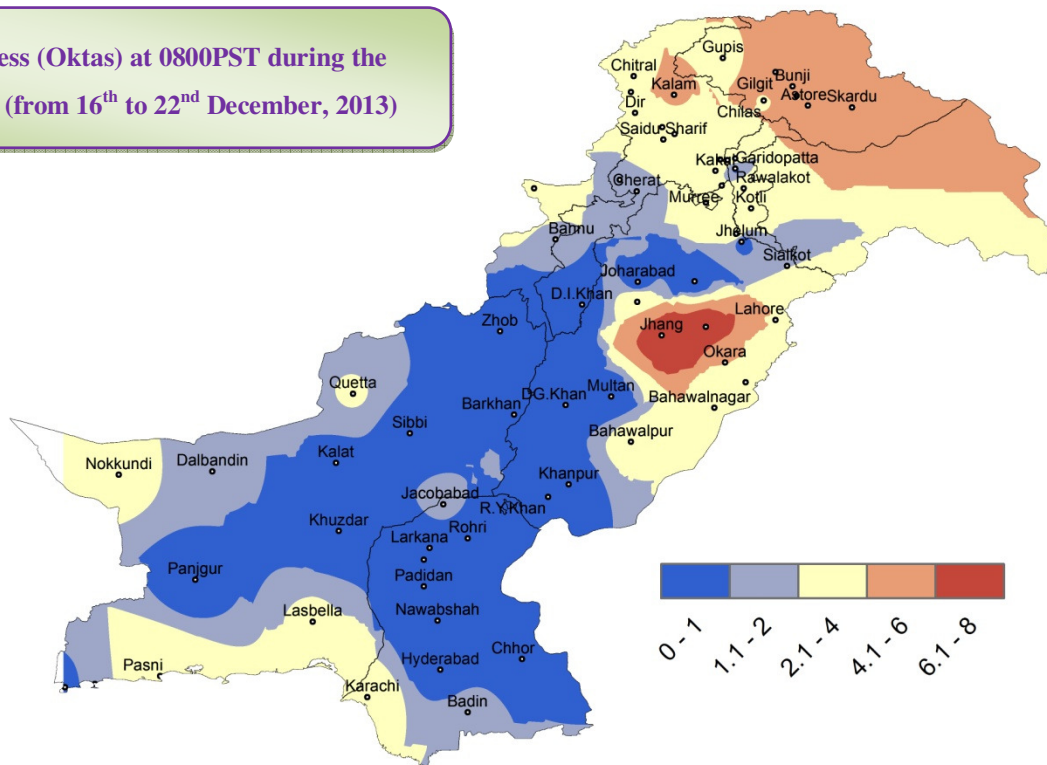 ess (Oktas) at 0800PST during the
(from 16th to 22nd December, 2013)
Gupis
Chitral
Kalam
Gilgit
Bunji
Astore
Skardu
Dir
Chilas
Saidu Sharif
Kakul
Garidopatta
Cherat
Rawalakot
Murree
Kotli
Bannu
Jhelum
Sialkot
Joharabad
D.I.Khan
Zhob
Jhang
Lahore
Okara
Quetta
Barkhan
DG.Khan
Multan
Bahawalnagar
Sibbi
Bahawalpur
Nokkundi
Dalbandin
Kalat
Khanpur
Jacobabad
R.Y.Khan
Khuzdar
Rohri
Larkana
Panjgur
Padidan
Lasbella
Nawabshah
Pasni
Hyderabad
Chhor
Karachi
Badin
0 - 1
1.1 - 2
2.1 - 4
4.1 - 6
6.1 - 8